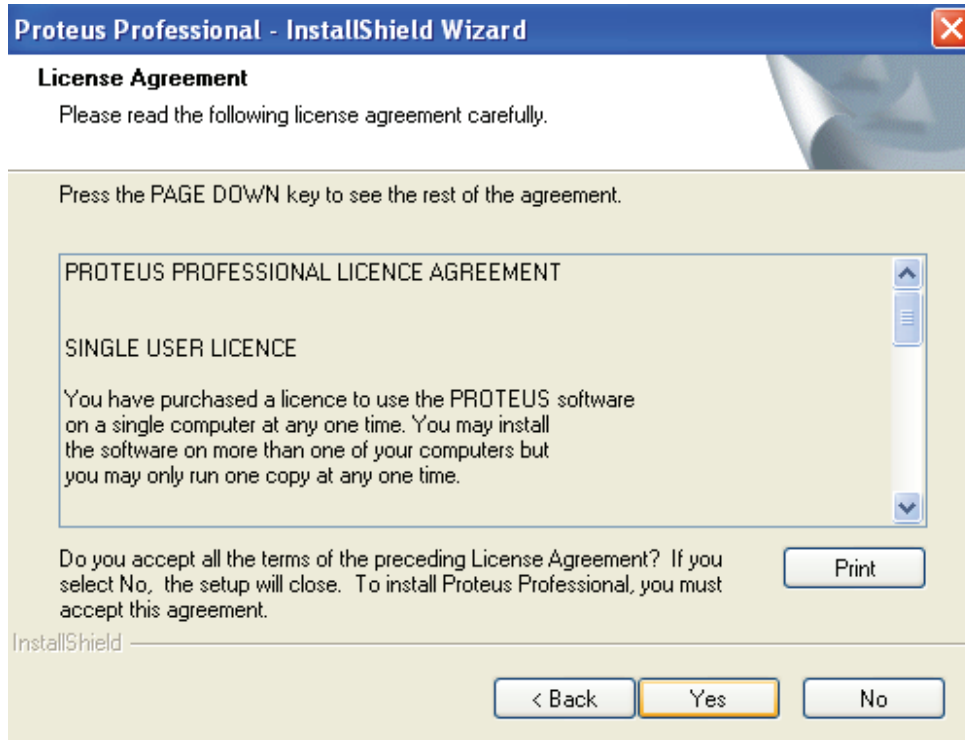 Proteus Professional - InstallShield Wizard
License Agreement
Please read the following license agreement carefully.
Press the PAGE DOWN key to see the rest of the agreement.
PROTEUS PROFESSIONAL LICENCE AGREEMENT
SINGLE USER LICENCE
You have purchased a licence to use the PROTEUS software
on a single computer at any one time. You may install
the software on more than one of your computers but
you may only run one copy at any one time.
Do you accept all the terms of the preceding License Agreement? If you
select No, the setup will close. To install Proteus Professional, you must
accept this agreement.
Print
InstallShield
< Back
Yes
No